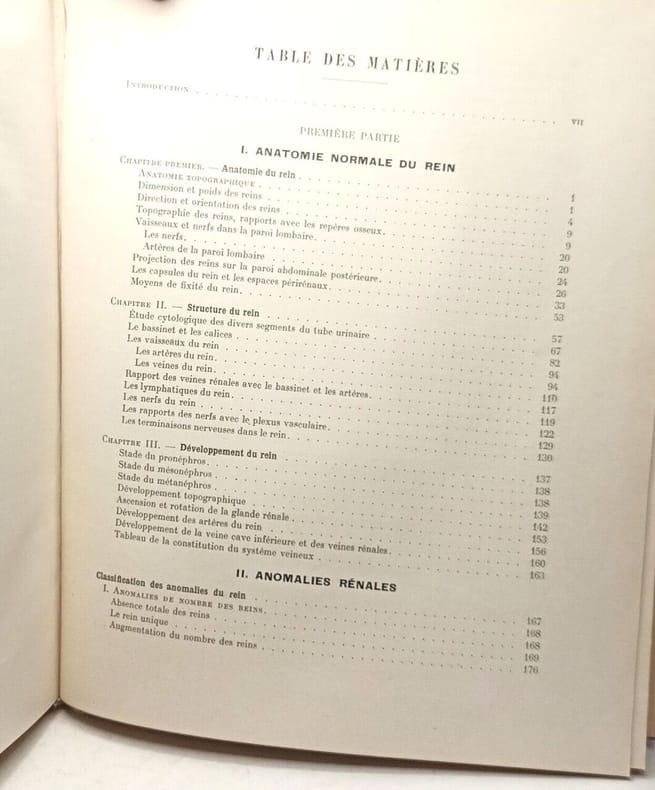 TABLE DES MATIÈRES
INTRODUCTION . . . . . VII
PREMIÈRE PARTIE
I. ANATOMIE NORMALE DU REIN
CHAPITRE PREMIER. — Anatomie du rein . . . . . 1
ANATOMIE TOPOGRAPHIQUE . . . . . 1
Dimension et poids des reins . . . . . 4
Direction et orientation des reins . . . . . 9
Topographie des reins, rapports avec les repères osseux . . . . . 9
Vaisseaux et nerfs dans la paroi lombaire . . . . . 20
Les nerfs . . . . . 20
Artères de la paroi lombaire . . . . . 24
Projection des reins sur la paroi abdominale postérieure . . . . . 26
Les capsules du rein et les espaces périrénaux . . . . . 33
Moyens de fixité du rein . . . . . 53
CHAPITRE II. — Structure du rein . . . . . 57
Étude cytologique des divers segments du tube urinaire . . . . . 67
Le bassinet et les calices . . . . . 82
Les vaisseaux du rein . . . . . 94
Les artères du rein . . . . . 94
Les veines du rein . . . . . 110
Rapport des veines rénales avec le bassinet et les artères . . . . . 117
Les lymphatiques du rein . . . . . 119
Les nerfs du rein . . . . . 122
Les rapports des nerfs avec le plexus vasculaire . . . . . 129
Les terminaisons nerveuses dans le rein . . . . . 130
CHAPITRE III. — Développement du rein . . . . . 137
Stade du pronéphros . . . . . 138
Stade du mésonéphros . . . . . 138
Stade du métanéphros . . . . . 139
Développement topographique . . . . . 142
Ascension et rotation de la glande rénale . . . . . 153
Développement des artères du rein . . . . . 156
Développement de la veine cave inférieure et des veines rénales . . . . . 160
Tableau de la constitution du système veineux . . . . . 163
II. ANOMALIES RÉNALES
Classification des anomalies du rein . . . . . 167
I. ANOMALIES DE NOMBRE DES REINS . . . . . 168
Absence totale des reins . . . . . 168
Le rein unique . . . . . 169
Augmentation du nombre des reins . . . . . 176